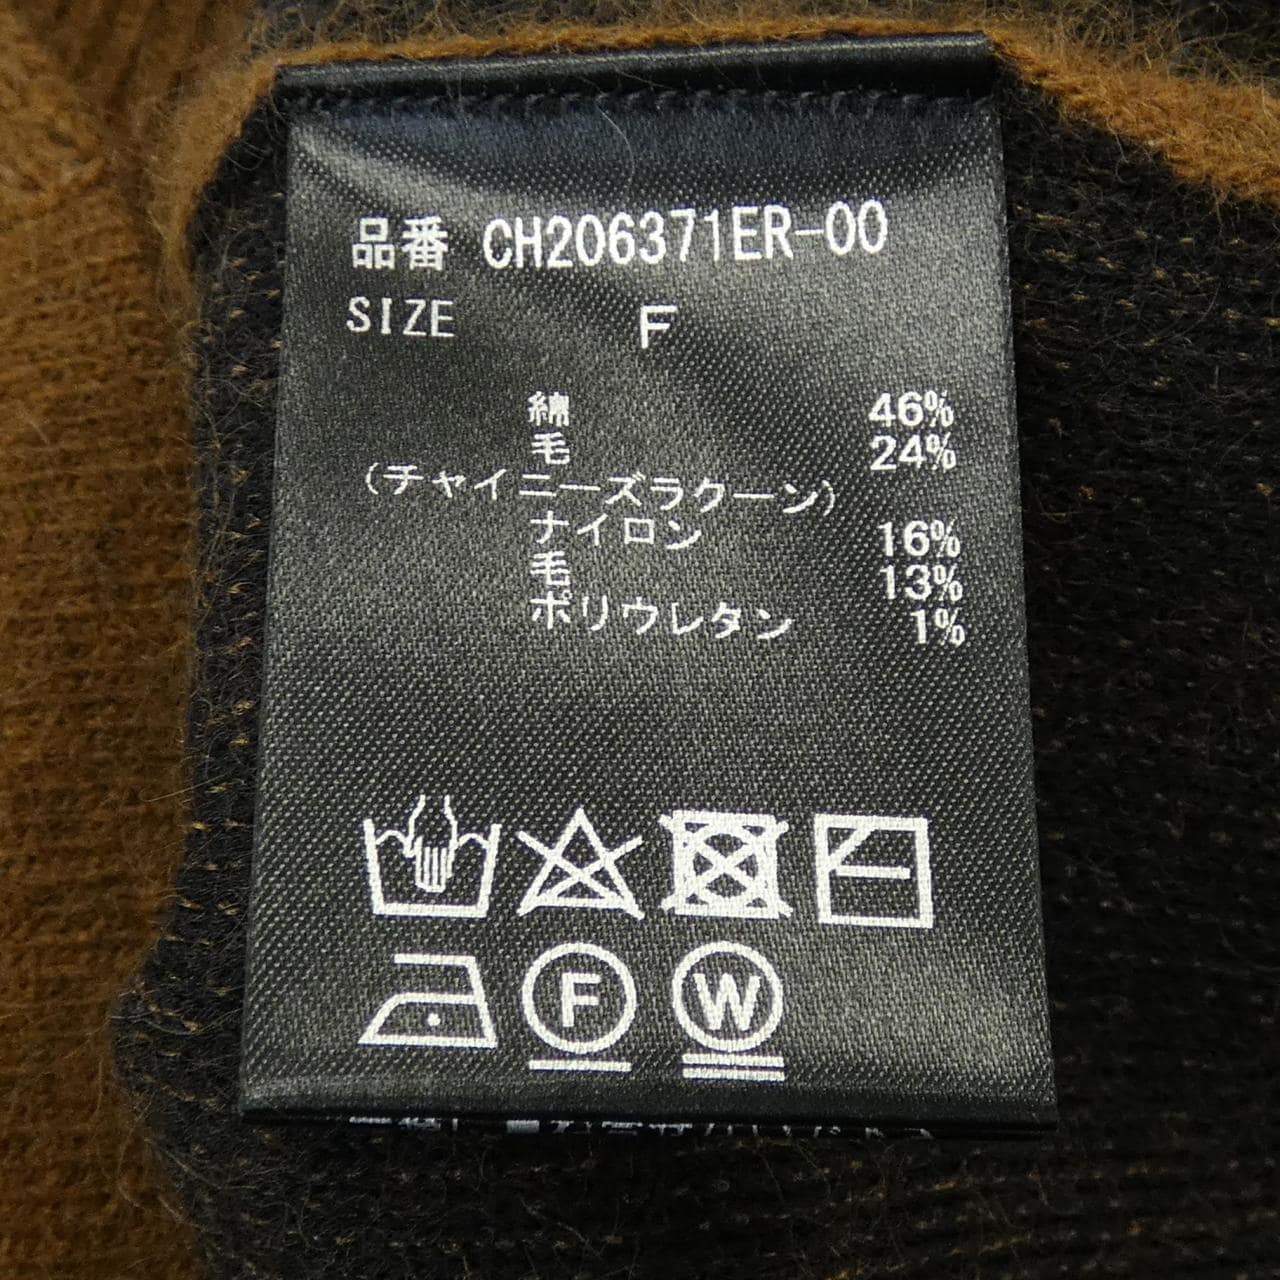 品番 CH206371ER-00
SIZE F
綿 46%
毛 24%
(チャイニーズラクーン)
ナイロン 16%
毛 13%
ポリウレタン 1%
F
W